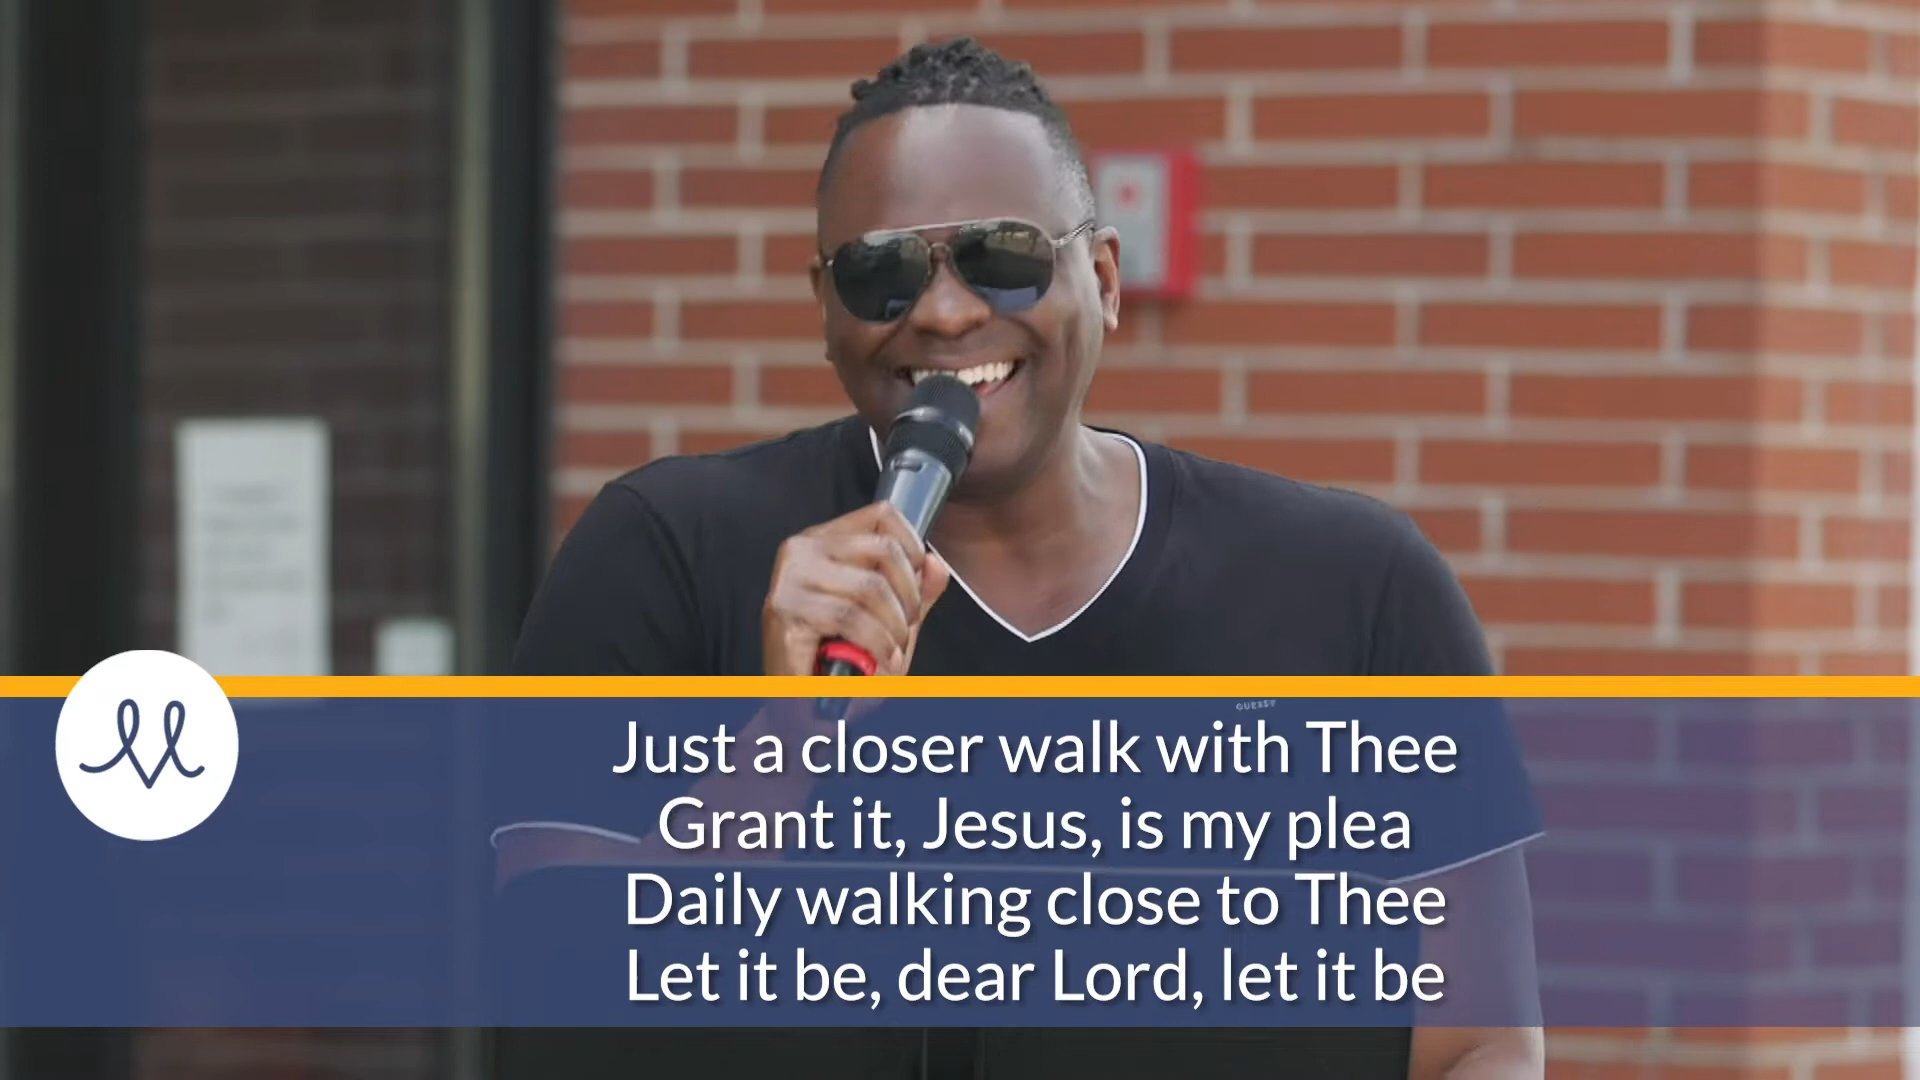 GUESS
Just a closer walk with Thee
Grant it, Jesus, is my plea
Daily walking close to Thee
Let it be, dear Lord, let it be